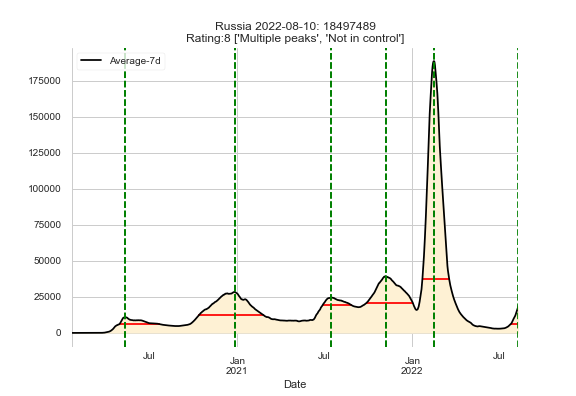 Russia 2022-08-10: 18497489
Rating:8 ['Multiple peaks', 'Not in control']
Average-7d
175000
150000
125000
100000
75000
50000
25000
0
Jul
Jan
2021
Jul
Jan
2022
Jul
Date